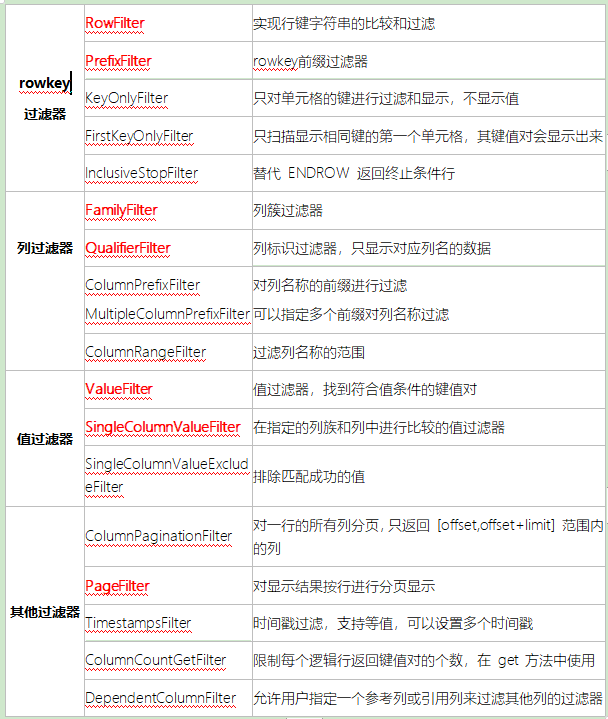 rowkey
过滤器
RowFilter 实现行键字符串的比较和过滤
PrefixFilter rowkey前缀过滤器
KeyOnlyFilter 只对单元格的键进行过滤和显示，不显示值
FirstKeyOnlyFilter 只扫描显示相同键的第一个单元格，其键值对会显示出来
InclusiveStopFilter 替代 ENDROW 返回终止条件行
列过滤器
FamilyFilter 列簇过滤器
QualifierFilter 列标识过滤器，只显示对应列名的数据
ColumnPrefixFilter 对列名称的前缀进行过滤
MultipleColumnPrefixFilter 可以指定多个前缀对列名称过滤
ColumnRangeFilter 过滤列名称的范围
值过滤器
ValueFilter 值过滤器，找到符合值条件的键值对
SingleColumnValueFilter 在指定的列族和列中进行比较的值过滤器
SingleColumnValueExclud
eFilter
排除匹配成功的值
其他过滤器
ColumnPaginationFilter
对一行的所有列分页，只返回 [offset,offset+limit] 范围内
的列
PageFilter 对显示结果按行进行分页显示
TimestampsFilter 时间戳过滤，支持等值，可以设置多个时间戳
ColumnCountGetFilter 限制每个逻辑行返回键值对的个数，在 get 方法中使用
DependentColumnFilter 允许用户指定一个参考列或引用列来过滤其他列的过滤器